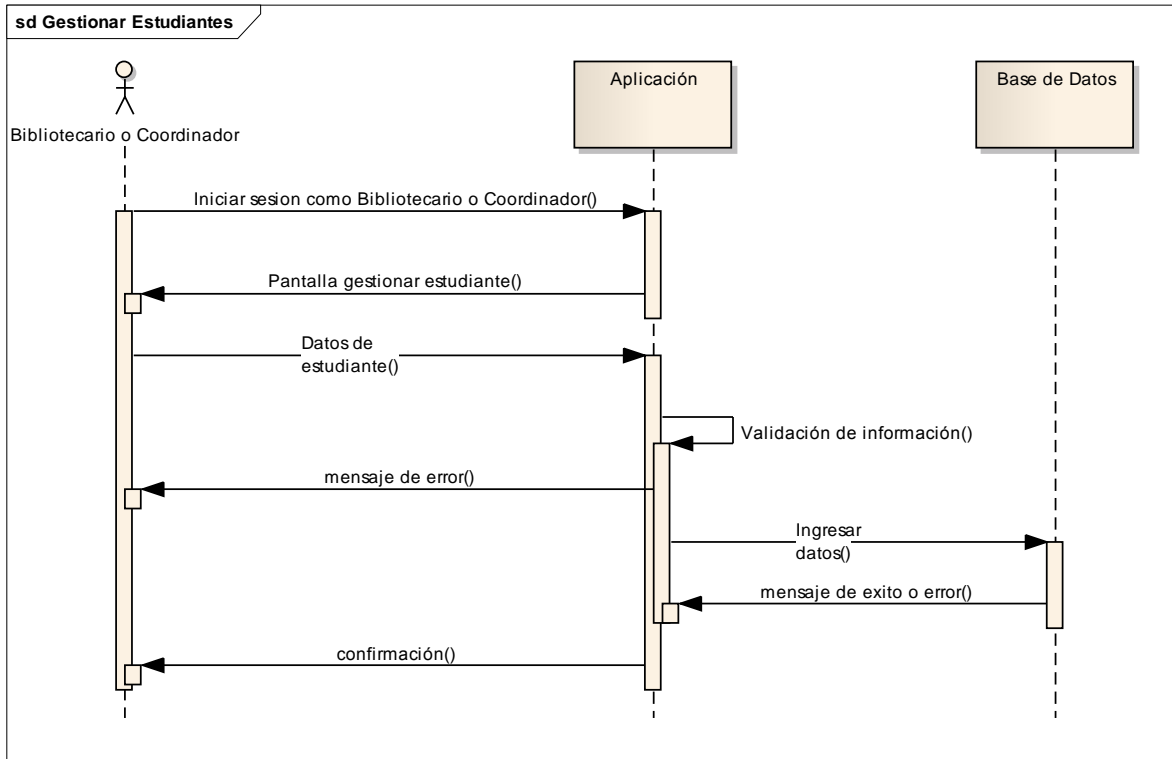 sd Gestionar Estudiantes
Bibliotecario o Coordinador
Aplicación
Base de Datos
Iniciar sesion como Bibliotecario o Coordinador()
Pantalla gestionar estudiante()
Datos de
estudiante()
Validación de información()
mensaje de error()
Ingresar
datos()
mensaje de exito o error()
confirmación()